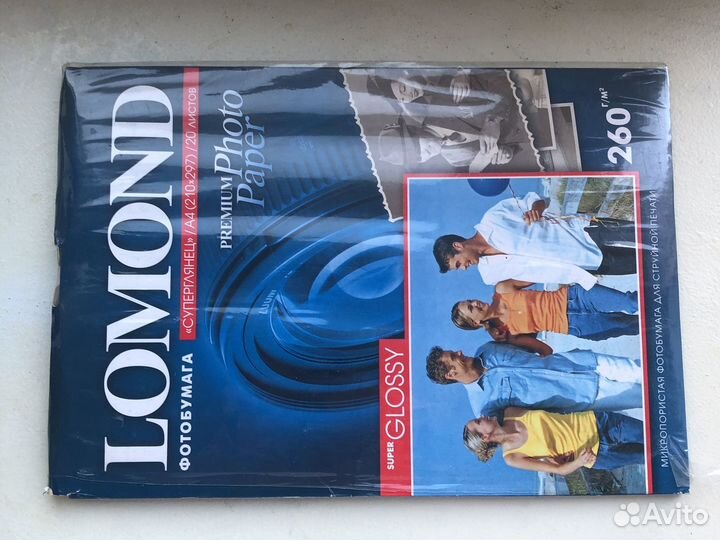 LOMOND
ФОТОБУМАГА
«СУПЕРГЛЯНЕЦ» / A4 (210×297) / 20 ЛИСТОВ
PREMIUM Photo
Paper
SUPER GLOSSY
260 г/м²
МИКРОПОРИСТАЯ ФОТОБУМАГА ДЛЯ СТРУЙНОЙ ПЕЧАТИ
Avito